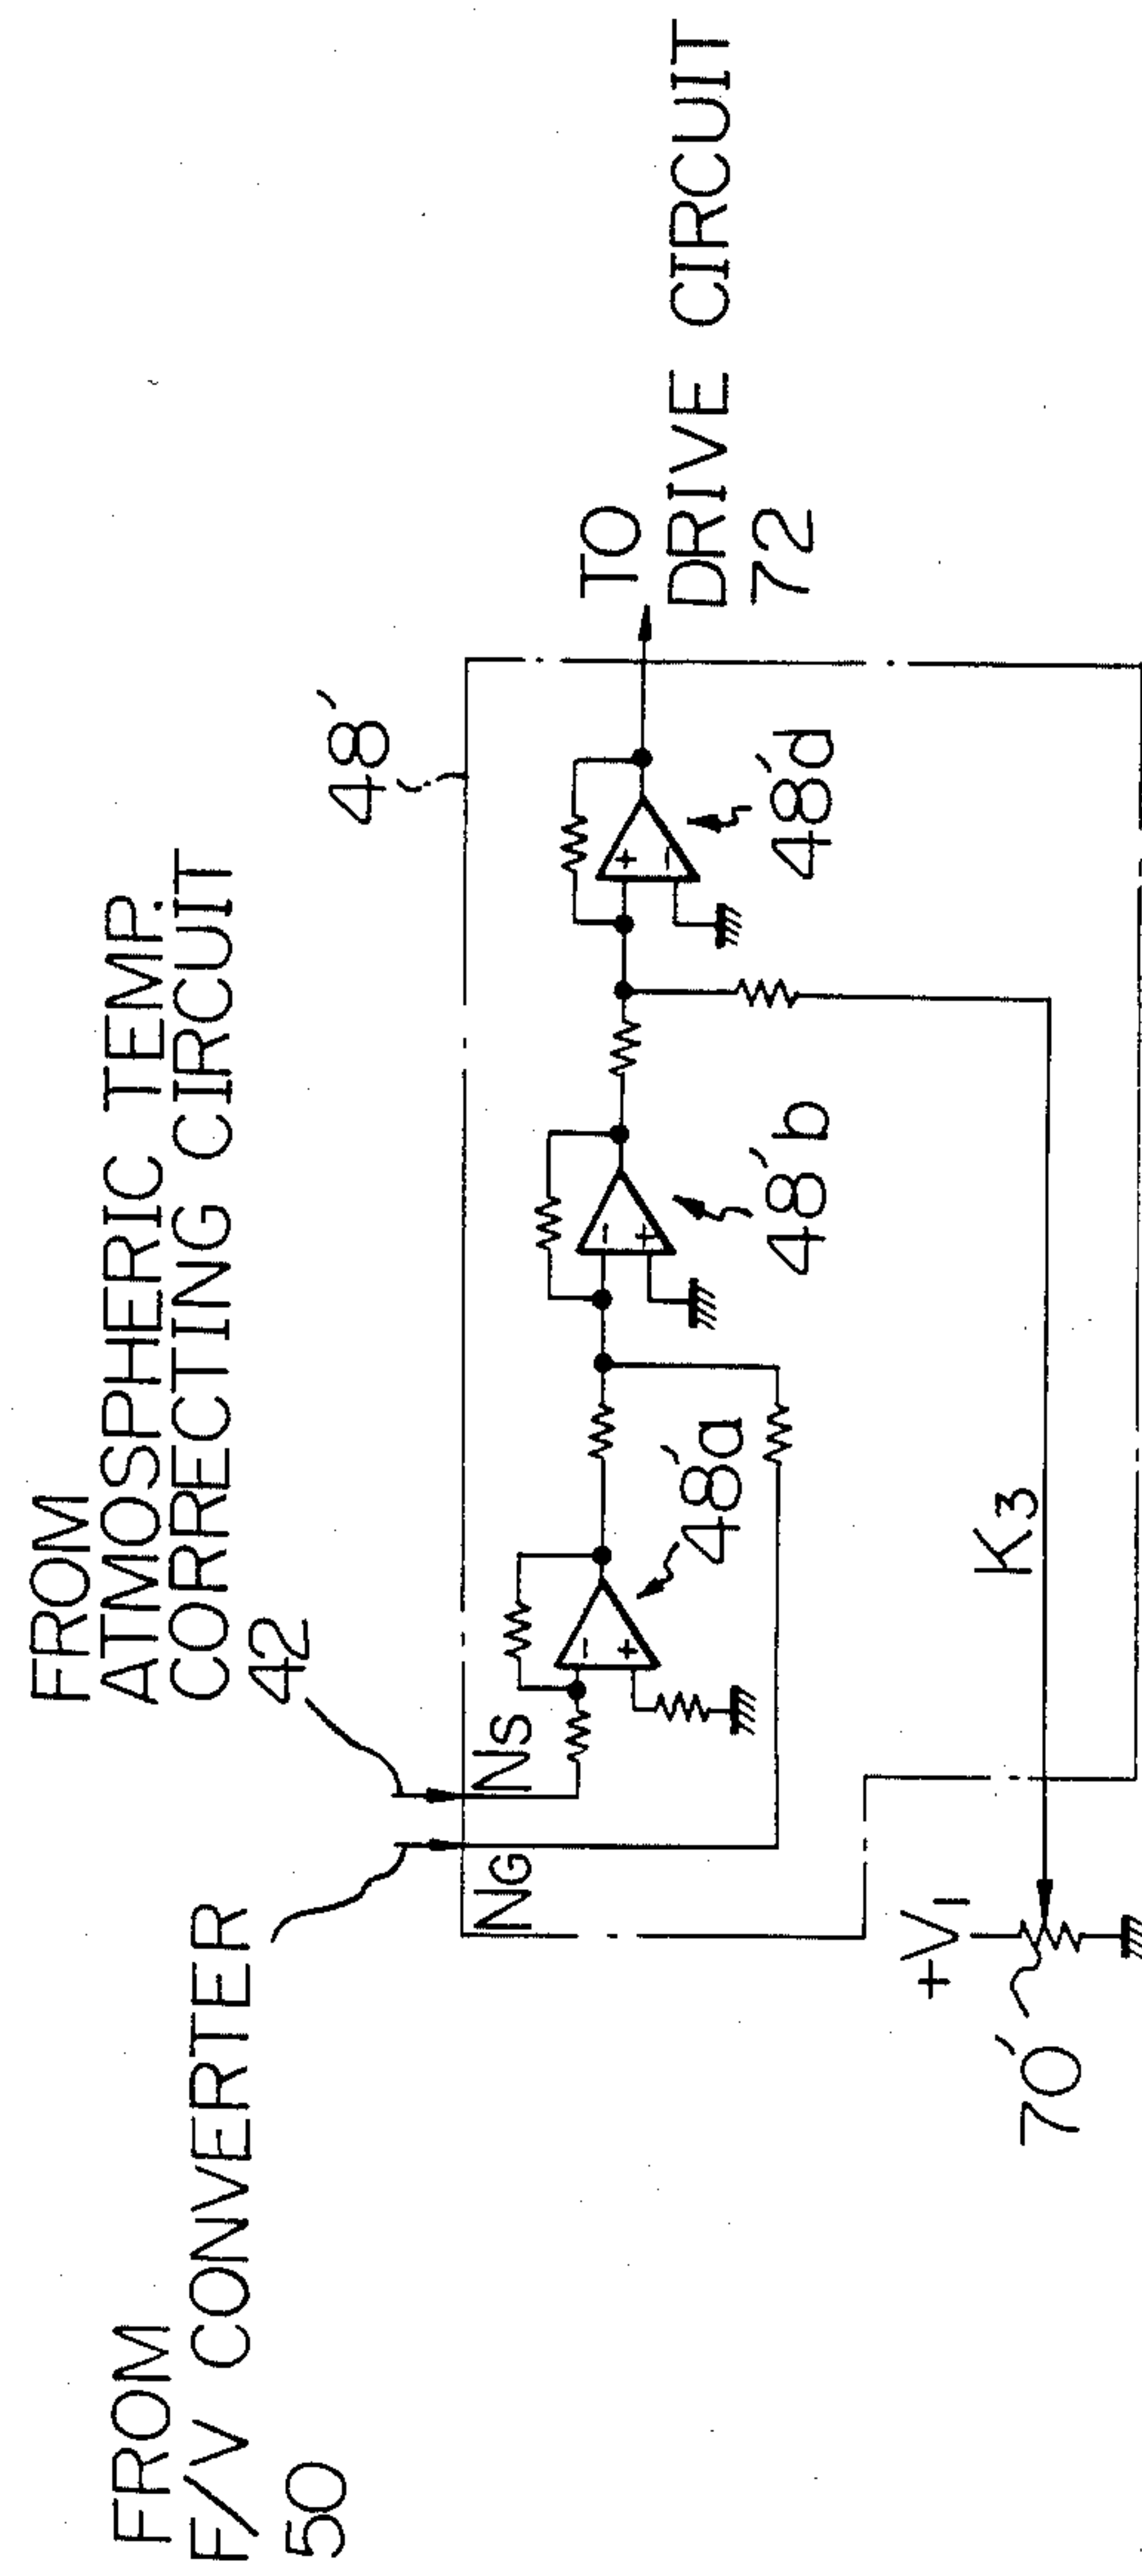 FROM
F/V CONVERTER
50
FROM
ATMOSPHERIC TEMP.
CORRECTING CIRCUIT
42
48'
NG
NS
-
+
48'a
-
+
48'b
+
-
48'd
TO
DRIVE CIRCUIT
72
+V1
70'
K3